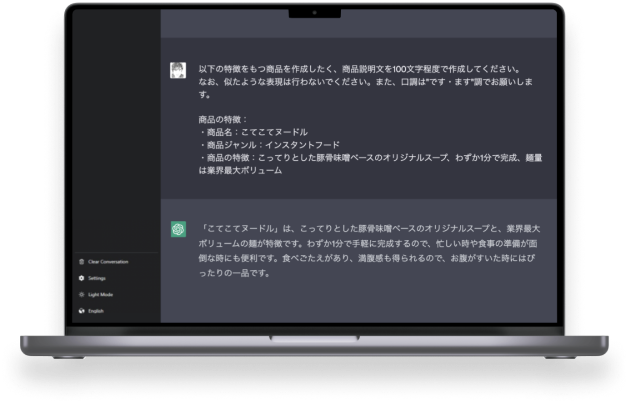 以下の特徴をもつ商品を作成したく、商品説明文を100文字程度で作成してください。
なお、似たような表現は行わないでください。また、口調は"です・ます"調でお願いしま
す。
商品の特徴：
・商品名：こてこてヌードル
・商品ジャンル：インスタントフード
・商品の特徴：こってりとした豚骨味噌ベースのオリジナルスープ、わずか1分で完成、麺量
は業界最大ボリューム
「こてこてヌードル」は、こってりとした豚骨味噌ベースのオリジナルスープと、業界最大
ボリュームの麺が特徴です。わずか1分で手軽に完成するので、忙しい時や食事の準備が面
倒な時にも便利です。食べごたえがあり、満腹感も得られるので、お腹がすいた時にはぴ
ったりの一品です。
Clear Conversation
Settings
Light Mode
English